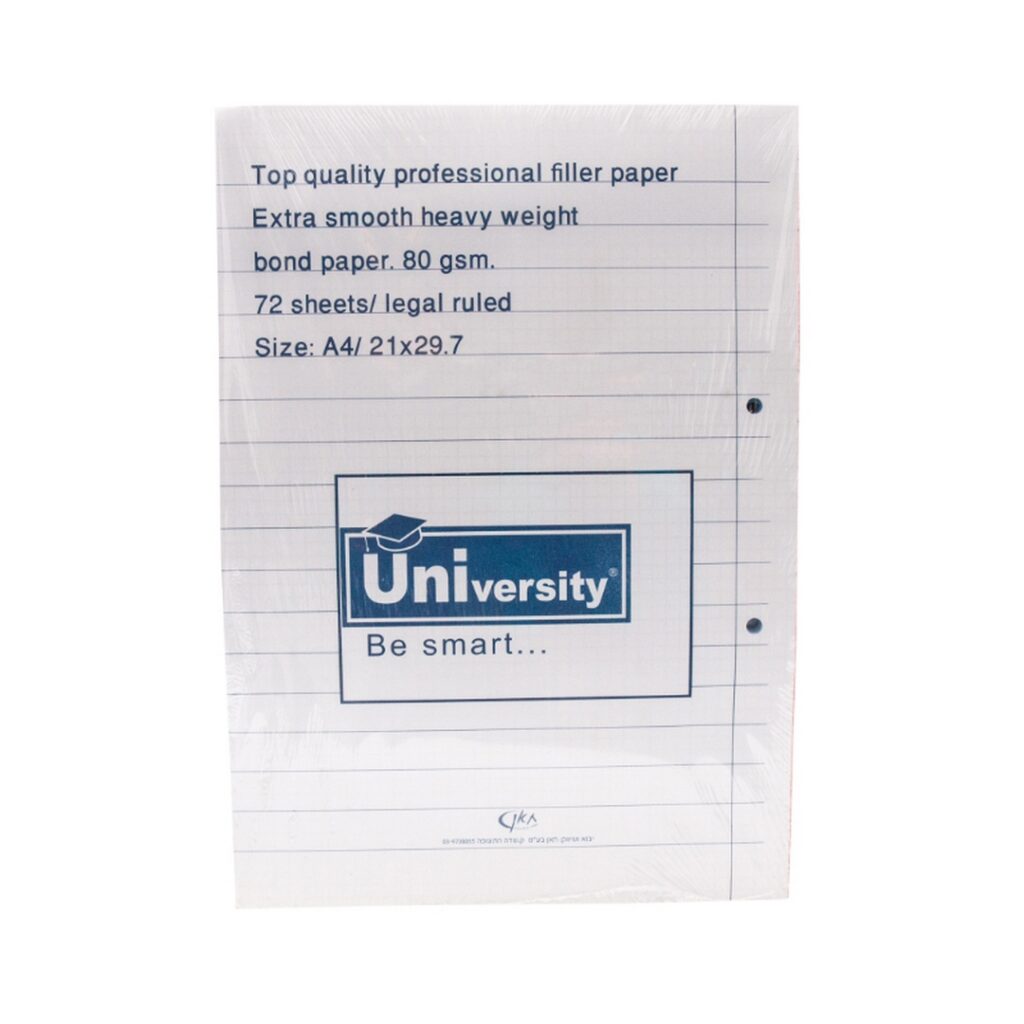 Top quality professional filler paper
Extra smooth heavy weight
bond paper. 80 gsm.
72 sheets/ legal ruled
Size: A4/ 21x29.7
University®
Be smart...